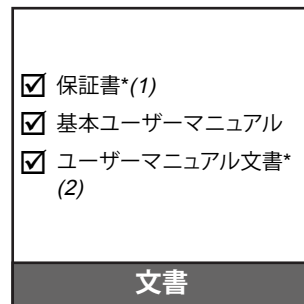 ☑ 保証書*(1)
☑ 基本ユーザーマニュアル
☑ ユーザーマニュアル文書*
(2)
文書